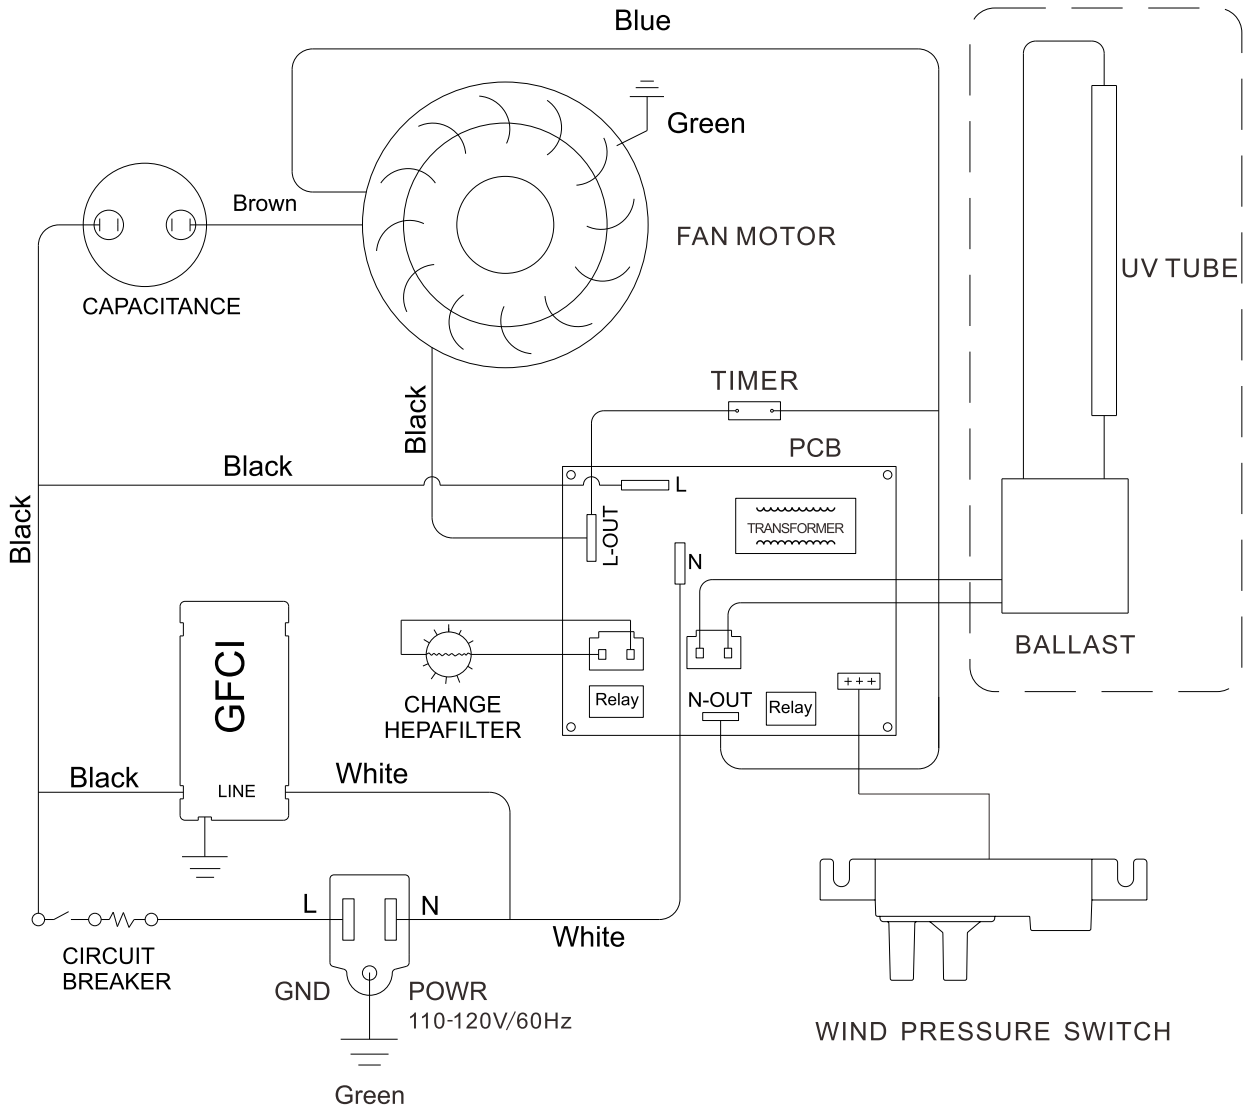 Blue
Green
Brown
FAN MOTOR
UV TUBE
CAPACITANCE
TIMER
Black
PCB
Black
L
Black
L-OUT
TRANSFORMER
N
GFCI
BALLAST
CHANGE
HEPAFILTER
Relay
N-OUT
Relay
+++
Black
LINE
White
L
N
White
CIRCUIT
BREAKER
GND
POWR
110-120V/60Hz
WIND PRESSURE SWITCH
Green